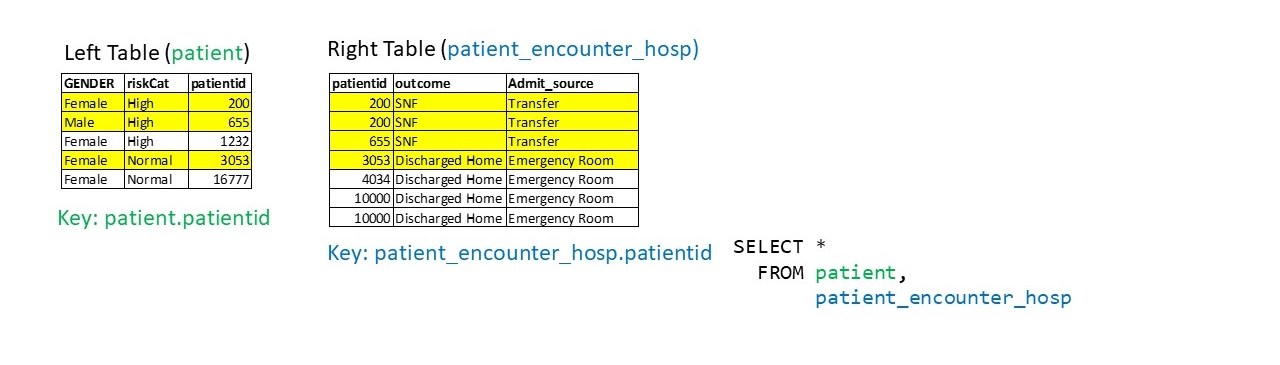 Left Table (patient)
GENDER riskCat patientid
Female High 200
Male High 655
Female High 1232
Female Normal 3053
Female Normal 16777
Key: patient.patientid
Right Table (patient_encounter_hosp)
patientid outcome Admit_source
200 SNF Transfer
200 SNF Transfer
655 SNF Transfer
3053 Discharged Home Emergency Room
4034 Discharged Home Emergency Room
10000 Discharged Home Emergency Room
10000 Discharged Home Emergency Room
Key: patient_encounter_hosp.patientid
SELECT *
FROM patient,
patient_encounter_hosp